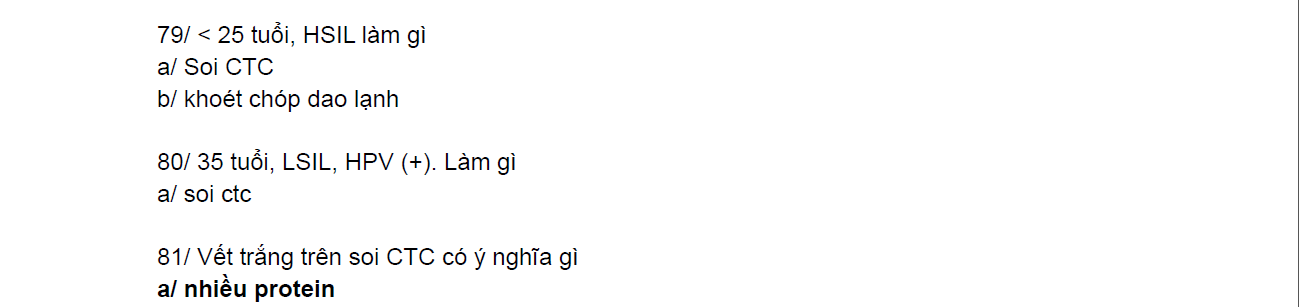 79/ < 25 tuổi, HSIL làm gì
a/ Soi CTC
b/ khoét chóp dao lạnh
80/ 35 tuổi, LSIL, HPV (+). Làm gì
a/ soi ctc
81/ Vết trắng trên soi CTC có ý nghĩa gì
a/ nhiều protein